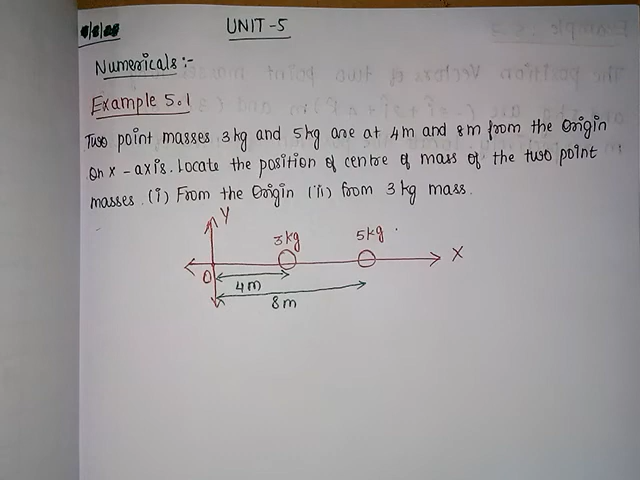 UNIT-5
Numericals:-
Example 5.1
Two point masses 3kg and 5kg are at 4m and 8m from the Origin
On x-axis. Locate the position of centre of mass of the two point
masses. (i) From the Origin (ii) from 3kg mass.
Y
3kg
5kg
X
O
4m
8m